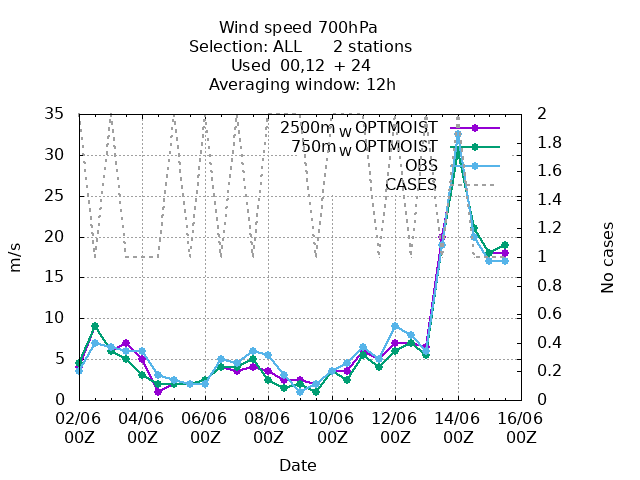 Wind speed 700hPa
Selection: ALL 2 stations
Used 00,12 + 24
Averaging window: 12h
35 2
30 1.8
25 1.6
20 1.4
15 1.2
10 1
5 0.8
0 0.6
0.4
0.2
0
2500m W OPTMOIST
750m W OPTMOIST
OBS
CASES
m/s
No cases
02/06 04/06 06/06 08/06 10/06 12/06 14/06 16/06
00Z 00Z 00Z 00Z 00Z 00Z 00Z 00Z
Date